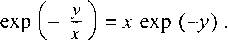 exp ( − y/x ) = x exp (−y) .